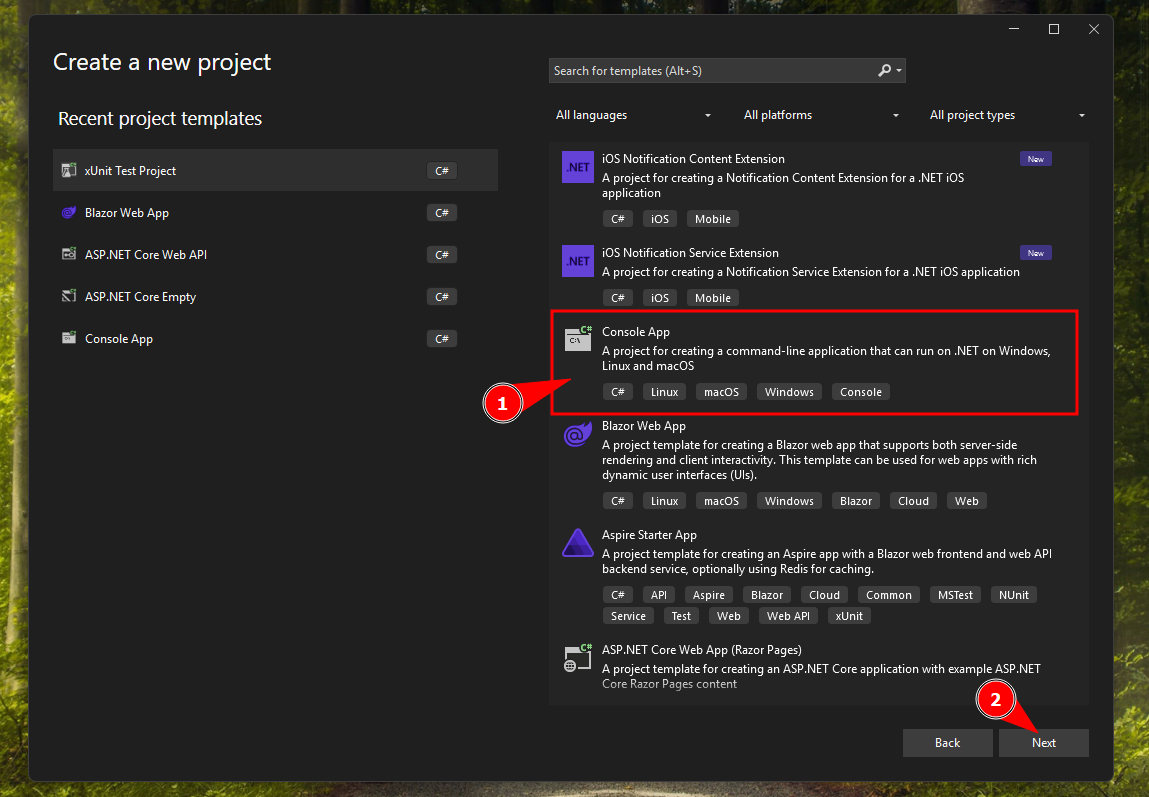 Create a new project
Search for templates (Alt+S)
Recent project templates
All languages
All platforms
All project types
xUnit Test Project
C#
Blazor Web App
C#
ASP.NET Core Web API
C#
ASP.NET Core Empty
C#
Console App
C#
.NET
iOS Notification Content Extension
New
A project for creating a Notification Content Extension for a .NET iOS
application
C# iOS Mobile
.NET
iOS Notification Service Extension
New
A project for creating a Notification Service Extension for a .NET iOS application
C# iOS Mobile
C#
C:\
Console App
A project for creating a command-line application that can run on .NET on Windows,
Linux and macOS
C# Linux macOS Windows Console
1
Blazor Web App
A project template for creating a Blazor web app that supports both server-side
rendering and client interactivity. This template can be used for web apps with rich
dynamic user interfaces (UIs).
C# Linux macOS Windows Blazor Cloud Web
Aspire Starter App
A project template for creating an Aspire app with a Blazor web frontend and web API
backend service, optionally using Redis for caching.
C# API Aspire Blazor Cloud Common MSTest NUnit
Service Test Web Web API xUnit
C#
ASP.NET Core Web App (Razor Pages)
A project template for creating an ASP.NET Core application with example ASP.NET
Core Razor Pages content
2
Back
Next